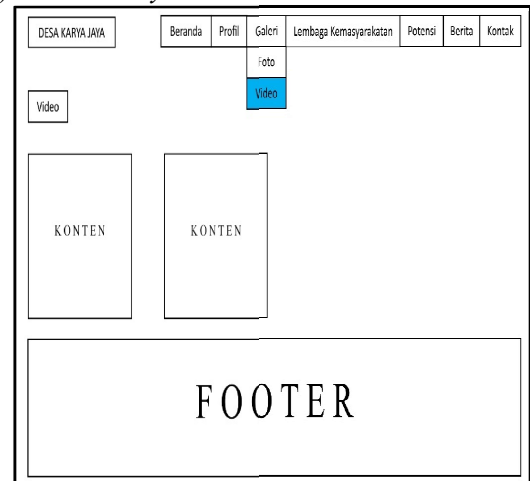 DESA KARYA JAYA
Beranda Profil Galeri Lembaga Kemasyarakatan Potensi Berita Kontak
Foto
Video
Video
KONTEN KONTEN
FOOTER